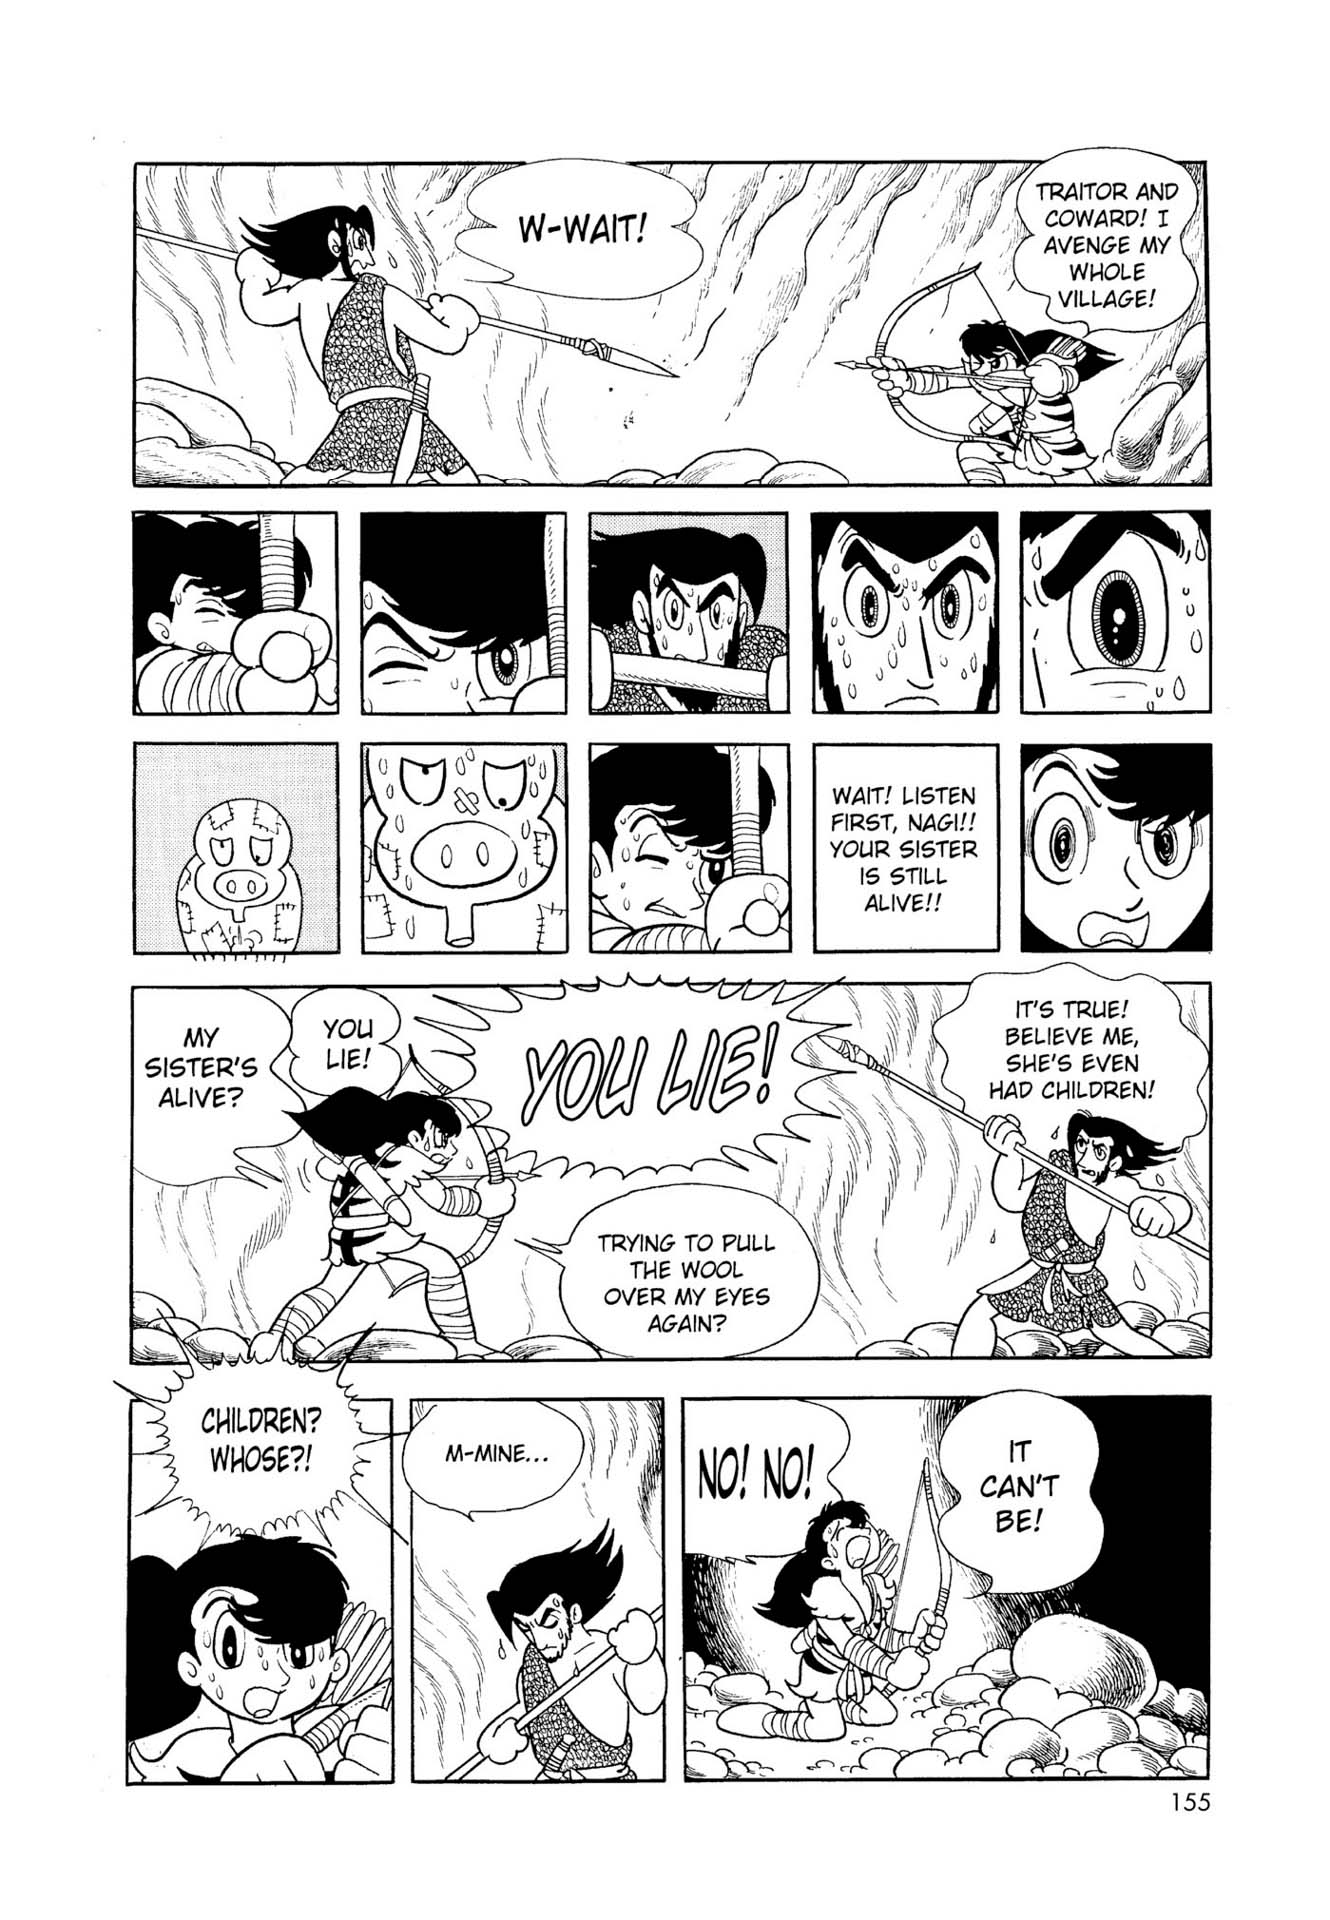 W-WAIT!
TRAITOR AND
COWARD! I
AVENGE MY
WHOLE
VILLAGE!
WAIT! LISTEN
FIRST, NAGI!!
YOUR SISTER
IS STILL
ALIVE!!
MY
SISTER'S
ALIVE?
YOU
LIE!
YOU LIE!
IT'S TRUE!
BELIEVE ME,
SHE'S EVEN
HAD CHILDREN!
TRYING TO PULL
THE WOOL
OVER MY EYES
AGAIN?
CHILDREN?
WHOSE?!
M-MINE...
NO! NO!
IT
CAN'T
BE!
155